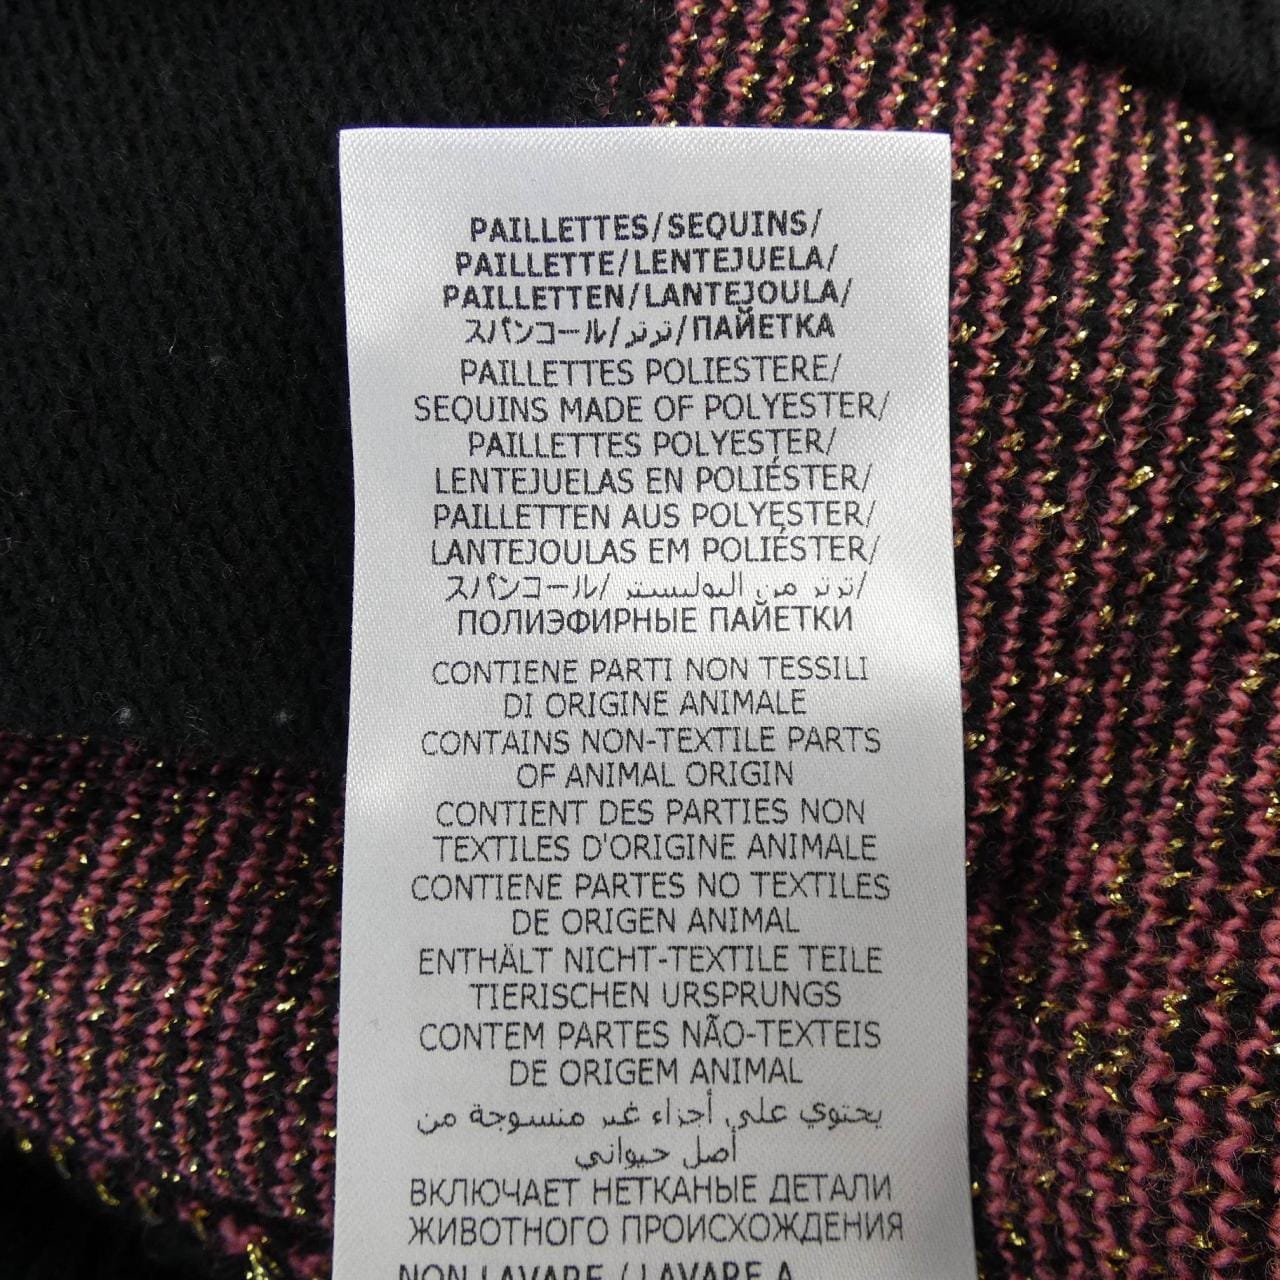 PAILLETTES/SEQUINS/
PAILLETTE/LENTEJUELA/
PAILLETTEN/LANTEJOULA/
スパンコール/ترتر/ПАЙЕТКА
PAILLETTES POLIESTERE/
SEQUINS MADE OF POLYESTER/
PAILLETTES POLYESTER/
LENTEJUELAS EN POLIÉSTER/
PAILLETTEN AUS POLYESTER/
LANTEJOULAS EM POLIÉSTER/
スパンコール/ترتر من البوليستر/
ПОЛИЭФИРНЫЕ ПАЙЕТКИ
CONTIENE PARTI NON TESSILI
DI ORIGINE ANIMALE
CONTAINS NON-TEXTILE PARTS
OF ANIMAL ORIGIN
CONTIENT DES PARTIES NON
TEXTILES D'ORIGINE ANIMALE
CONTIENE PARTES NO TEXTILES
DE ORIGEN ANIMAL
ENTHÄLT NICHT-TEXTILE TEILE
TIERISCHEN URSPRUNGS
CONTEM PARTES NÃO-TEXTEIS
DE ORIGEM ANIMAL
يحتوي على أجزاء غير منسوجة من
أصل حيواني
ВКЛЮЧАЕТ НЕТКАНЫЕ ДЕТАЛИ
ЖИВОТНОГО ПРОИСХОЖДЕНИЯ
NON LAVARE / LAVARE A